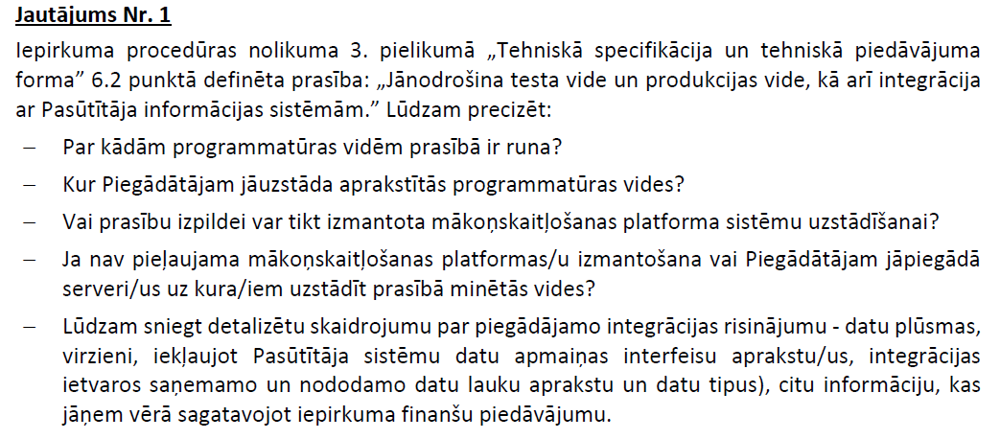 Jautājums Nr. 1
Iepirkuma procedūras nolikuma 3. pielikumā „Tehniskā specifikācija un tehniskā piedāvājuma
forma” 6.2 punktā definēta prasība: „Jānodrošina testa vide un produkcijas vide, kā arī integrācija
ar Pasūtītāja informācijas sistēmām.” Lūdzam precizēt:
– Par kādām programmatūras vidēm prasībā ir runa?
– Kur Piegādātājam jāuzstāda aprakstītās programmatūras vides?
– Vai prasību izpildei var tikt izmantota mākoņskaitļošanas platforma sistēmu uzstādīšanai?
– Ja nav pieļaujama mākoņskaitļošanas platformas/u izmantošana vai Piegādātājam jāpiegādā
serveri/us uz kura/iem uzstādīt prasībā minētās vides?
– Lūdzam sniegt detalizētu skaidrojumu par piegādājamo integrācijas risinājumu - datu plūsmas,
virzieni, iekļaujot Pasūtītāja sistēmu datu apmaiņas interfeisu aprakstu/us, integrācijas
ietvaros saņemamo un nododamo datu lauku aprakstu un datu tipus), citu informāciju, kas
jāņem vērā sagatavojot iepirkuma finanšu piedāvājumu.